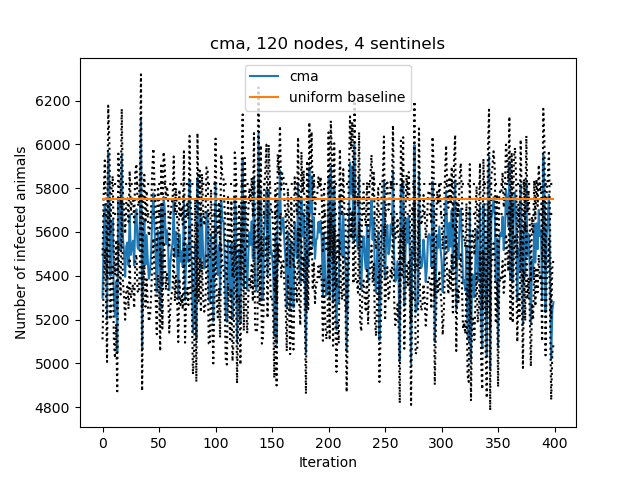 cma, 120 nodes, 4 sentinels
cma
uniform baseline
Number of infected animals
6200
6000
5800
5600
5400
5200
5000
4800
0 50 100 150 200 250 300 350 400
Iteration